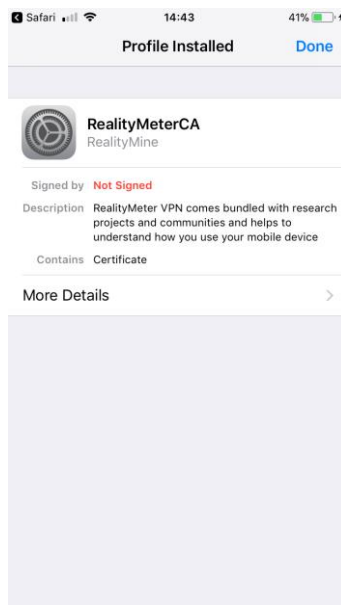 Safari 14:43 41%
Profile Installed Done
RealityMeterCA
RealityMine
Signed by Not Signed
Description RealityMeter VPN comes bundled with research
projects and communities and helps to
understand how you use your mobile device
Contains Certificate
More Details